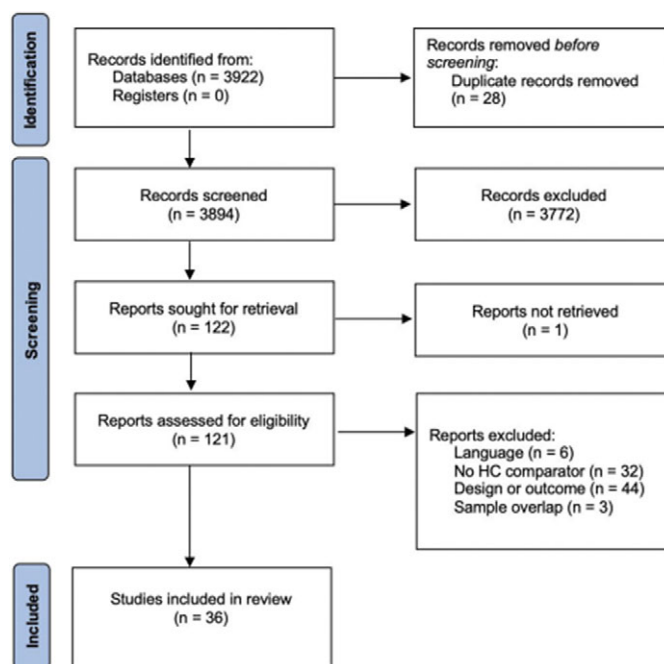 Identification
Records identified from:
Databases (n = 3922)
Registers (n = 0)
Records removed before
screening:
Duplicate records removed
(n = 28)
Screening
Records screened
(n = 3894)
Records excluded
(n = 3772)
Reports sought for retrieval
(n = 122)
Reports not retrieved
(n = 1)
Reports assessed for eligibility
(n = 121)
Reports excluded:
Language (n = 6)
No HC comparator (n = 32)
Design or outcome (n = 44)
Sample overlap (n = 3)
Included
Studies included in review
(n = 36)